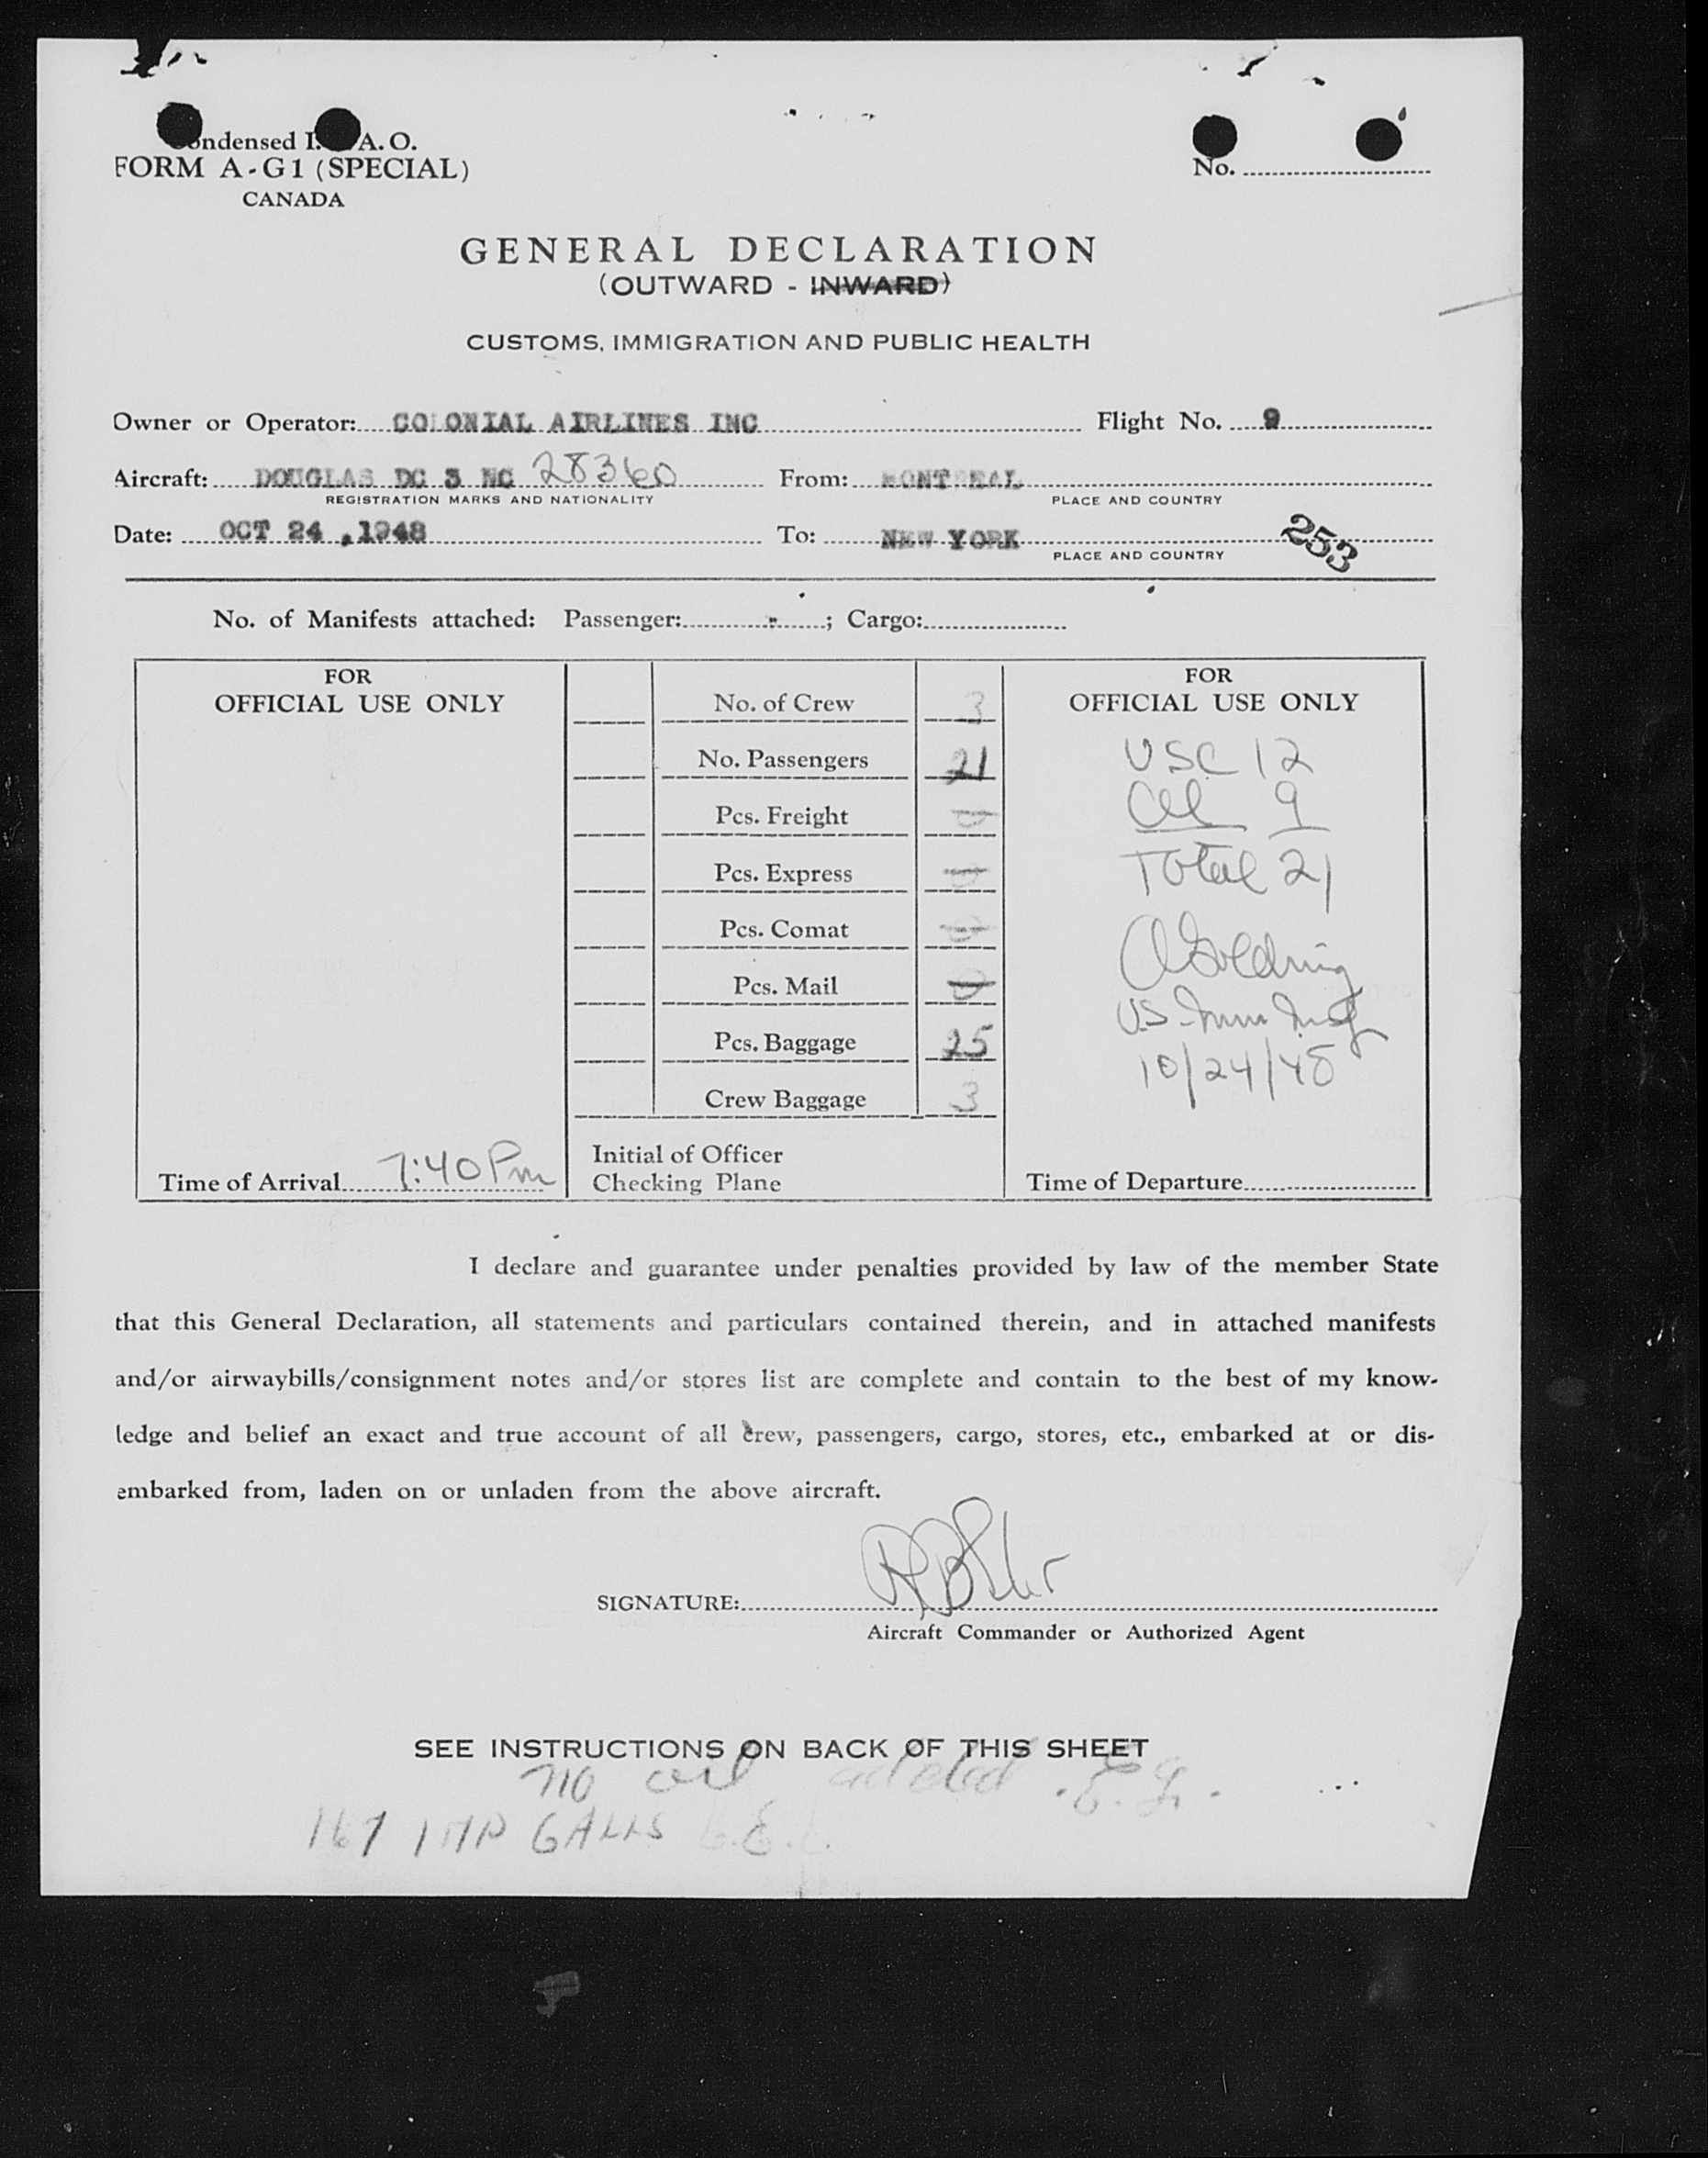 ondensed I. A. O.
FORM A-G1 (SPECIAL)
CANADA
No.
GENERAL DECLARATION
(OUTWARD - INWARD)
CUSTOMS, IMMIGRATION AND PUBLIC HEALTH
Owner or Operator: COLONIAL AIRLINES INC Flight No. 9
Aircraft: DOUGLAS DC 3 NC 28360 From: MONTREAL
REGISTRATION MARKS AND NATIONALITY PLACE AND COUNTRY
Date: OCT 24, 1948 To: NEW YORK 253
PLACE AND COUNTRY
No. of Manifests attached: Passenger: ; Cargo:
FOR
OFFICIAL USE ONLY
No. of Crew 3
No. Passengers 21
Pcs. Freight 0
Pcs. Express 0
Pcs. Comat 0
Pcs. Mail 0
Pcs. Baggage 25
Crew Baggage 3
FOR
OFFICIAL USE ONLY
USC 12
9
Total 21
Goldring
US Imm Insp
10/24/48
Time of Arrival 7:40 Pm
Initial of Officer
Checking Plane
Time of Departure
I declare and guarantee under penalties provided by law of the member State
that this General Declaration, all statements and particulars contained therein, and in attached manifests
and/or airwaybills/consignment notes and/or stores list are complete and contain to the best of my know-
ledge and belief an exact and true account of all crew, passengers, cargo, stores, etc., embarked at or dis-
embarked from, laden on or unladen from the above aircraft.
SIGNATURE:
Aircraft Commander or Authorized Agent
SEE INSTRUCTIONS ON BACK OF THIS SHEET
no oil added
167 IMP GALLS